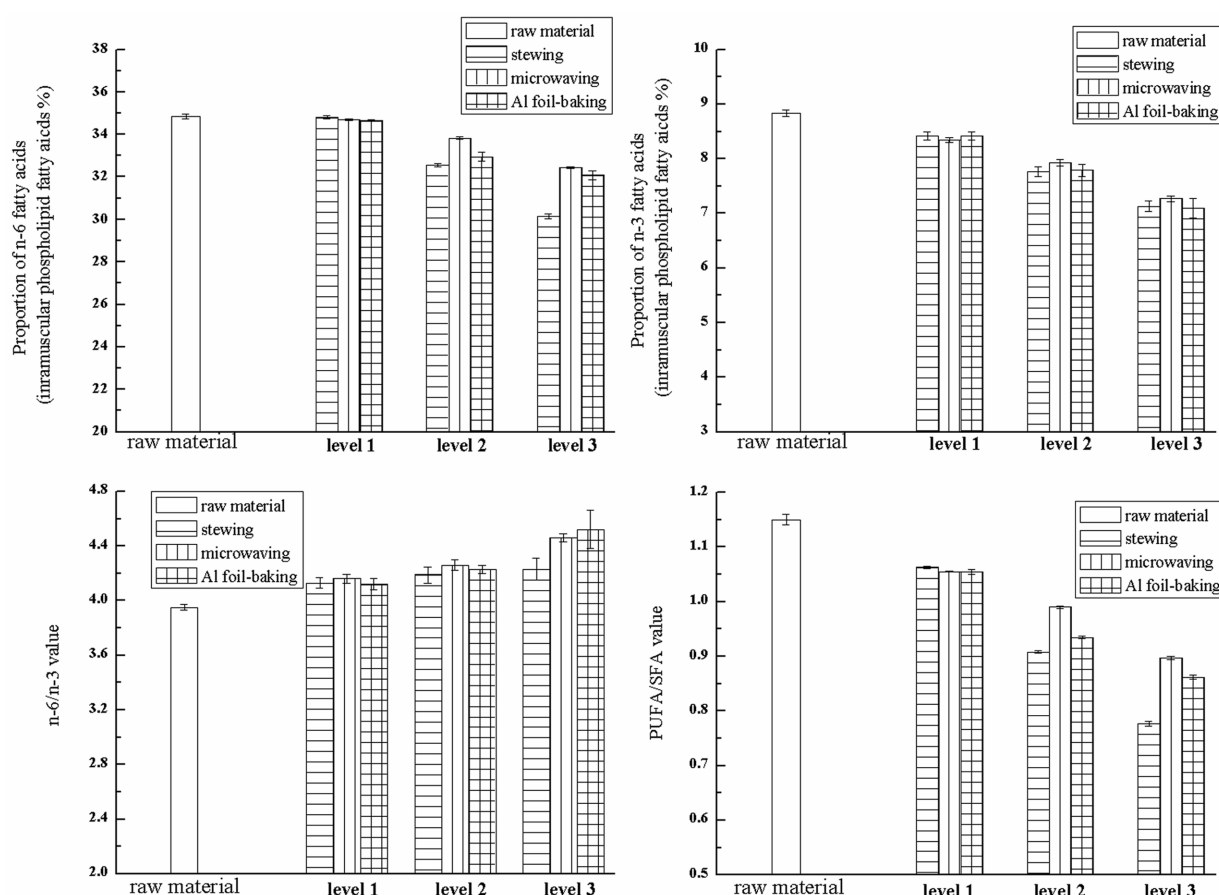 38
36
34
32
30
28
26
24
22
20
Proportion of n-6 fatty acids
(inramuscular phospholipid fatty aicds %)
raw material
stewing
microwaving
Al foil-baking
raw material
level 1
level 2
level 3
10
9
8
7
6
5
4
3
Proportion of n-3 fatty acids
(inramuscular phospholipid fatty aicds %)
raw material
stewing
microwaving
Al foil-baking
raw material
level 1
level 2
level 3
4.8
4.4
4.0
3.6
3.2
2.8
2.4
2.0
n-6/n-3 value
raw material
stewing
microwaving
Al foil-baking
raw material
level 1
level 2
level 3
1.2
1.1
1.0
0.9
0.8
0.7
0.6
0.5
PUFA/SFA value
raw material
stewing
microwaving
Al foil-baking
raw material
level 1
level 2
level 3